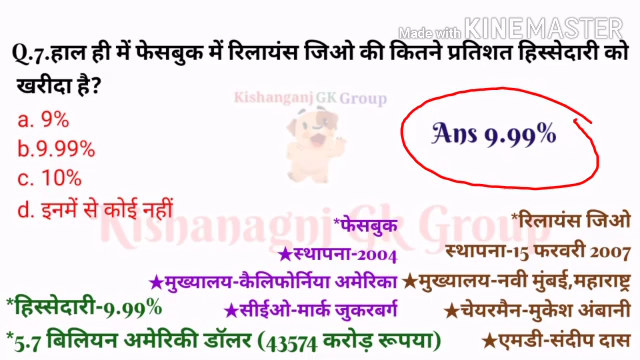 Made with KINEMASTER
Q.7.हाल ही में फेसबुक में रिलायंस जिओ की कितने प्रतिशत हिस्सेदारी को
खरीदा है?
Kishanganj GK Group
a. 9%
b.9.99%
c. 10%
d. इनमें से कोई नहीं
Ans 9.99%
Kishanagnj Gk Group
*फेसबुक
★स्थापना-2004
★मुख्यालय-कैलिफोर्निया अमेरिका
★सीईओ-मार्क जुकरबर्ग
*रिलायंस जिओ
स्थापना-15 फरवरी 2007
★मुख्यालय-नवी मुंबई,महाराष्ट्र
★चेयरमैन-मुकेश अंबानी
★एमडी-संदीप दास
*हिस्सेदारी-9.99%
*5.7 बिलियन अमेरिकी डॉलर (43574 करोड़ रूपया)